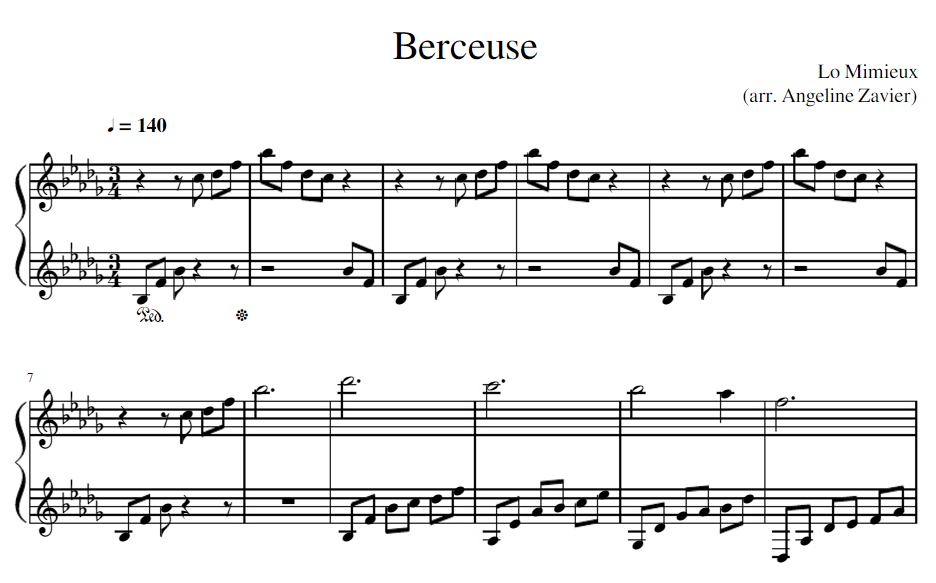 Berceuse
Lo Mimieux
(arr. Angeline Zavier)
♩ = 140
3
4
3
4
Ped.
7